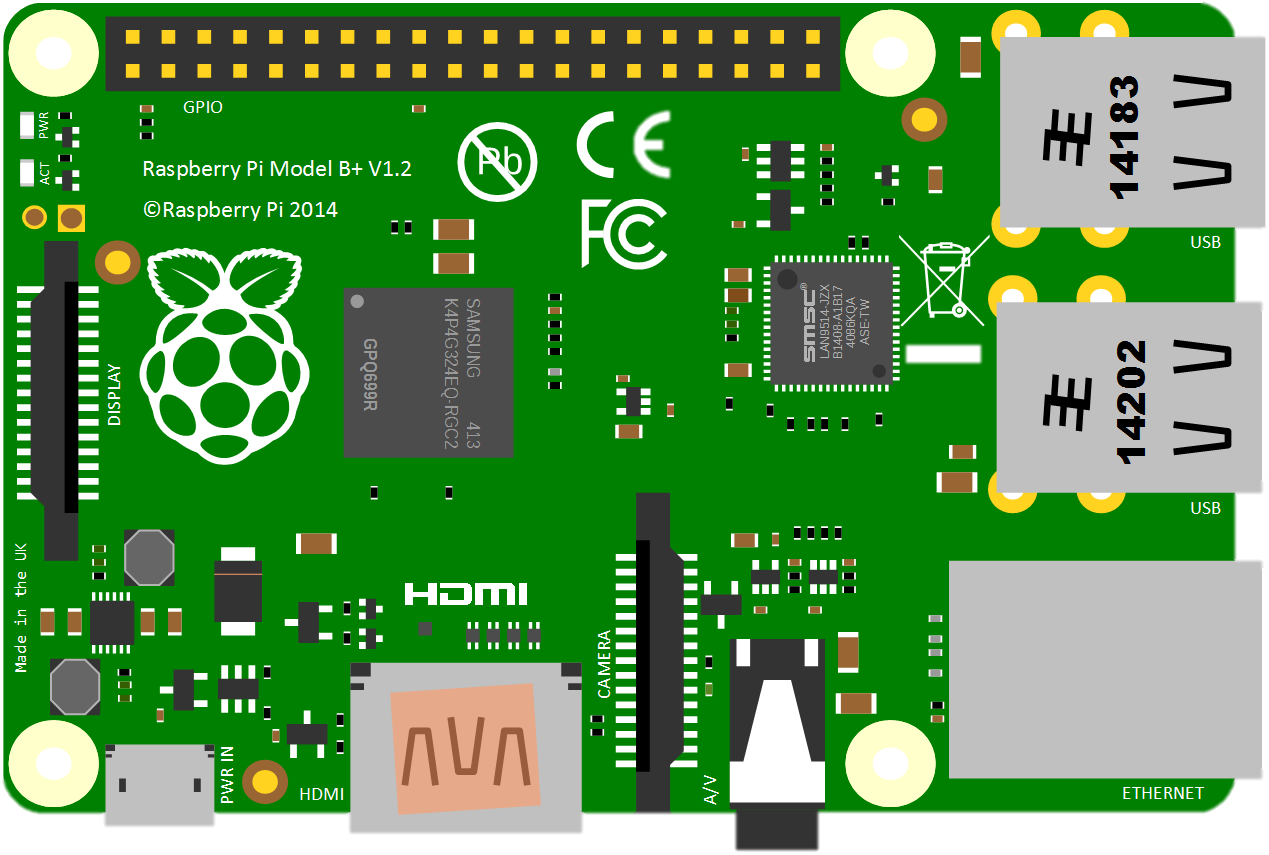 GPIO
PWR
ACT
Raspberry Pi Model B+ V1.2
©Raspberry Pi 2014
Pb
CE
FCC
14183
USB
DISPLAY
SAMSUNG 413
K4P4G324EQ-RGC2
GPQ699R
smsc®
LAN9514-JZX
B1408-A1B17
4086KQA
ASE-TW
14202
USB
Made in the UK
HDMI
CAMERA
PWR IN
HDMI
A/V
ETHERNET